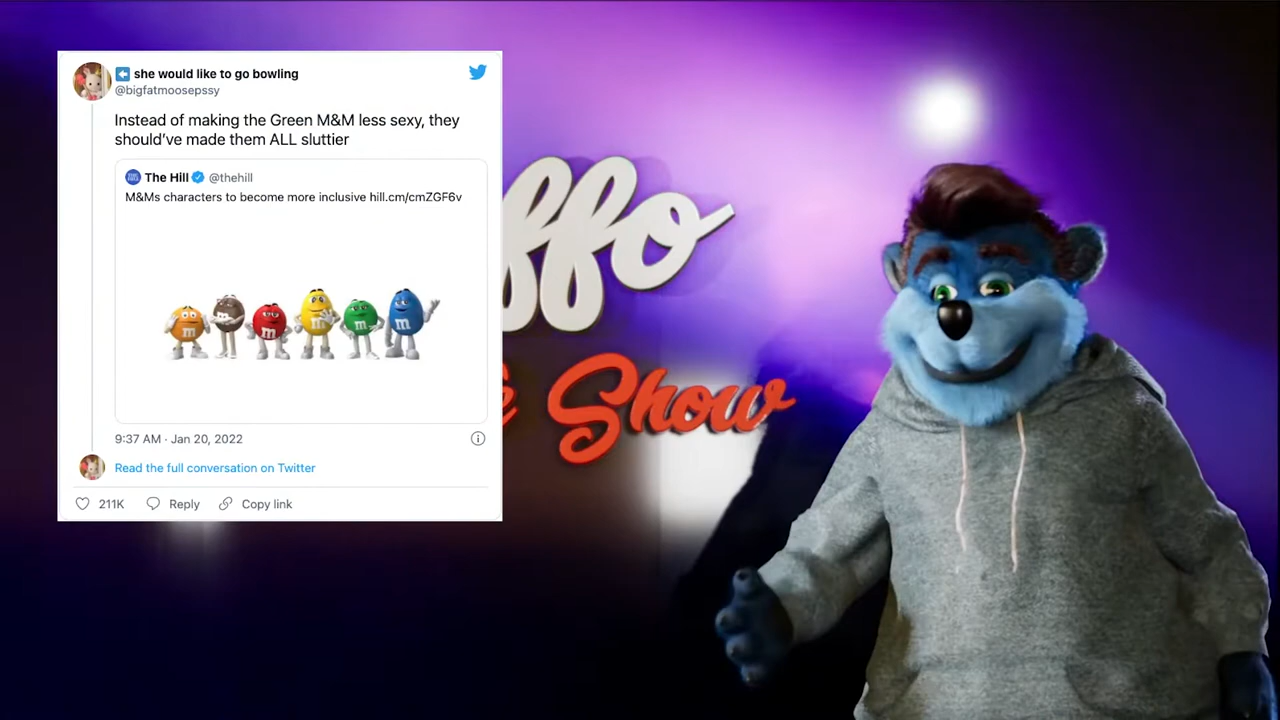 she would like to go bowling
@bigfatmoosepssy
Instead of making the Green M&M less sexy, they
should've made them ALL sluttier
The Hill @thehill
M&Ms characters to become more inclusive hill.cm/cmZGF6v
m m m m m
9:37 AM · Jan 20, 2022
Read the full conversation on Twitter
211K Reply Copy link
ffo
Show